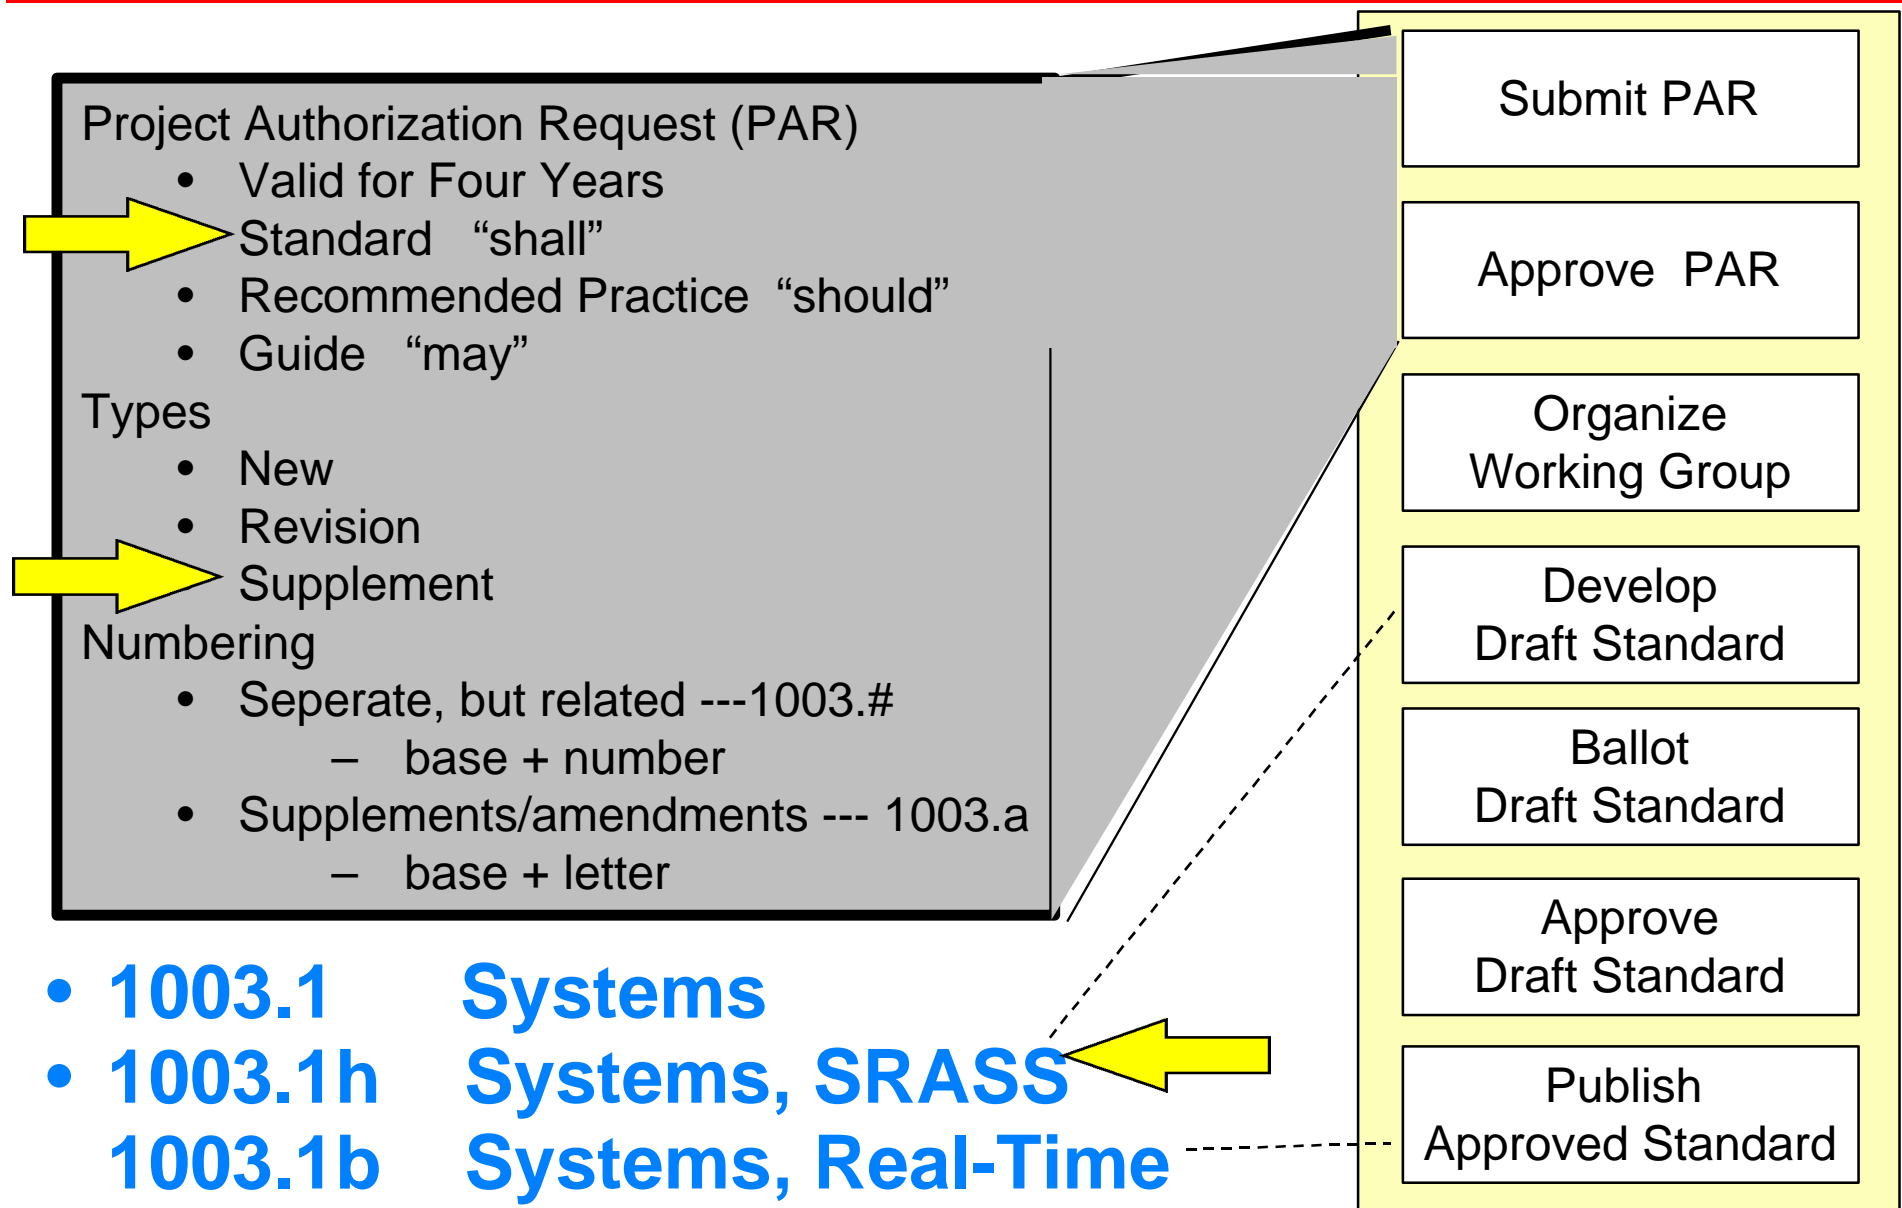 Project Authorization Request (PAR)
• Valid for Four Years
Standard “shall”
• Recommended Practice “should”
• Guide “may”
Types
• New
• Revision
Supplement
Numbering
• Seperate, but related ---1003.#
– base + number
• Supplements/amendments --- 1003.a
– base + letter
• 1003.1 Systems
• 1003.1h Systems, SRASS
1003.1b Systems, Real-Time
Submit PAR
Approve PAR
Organize
Working Group
Develop
Draft Standard
Ballot
Draft Standard
Approve
Draft Standard
Publish
Approved Standard